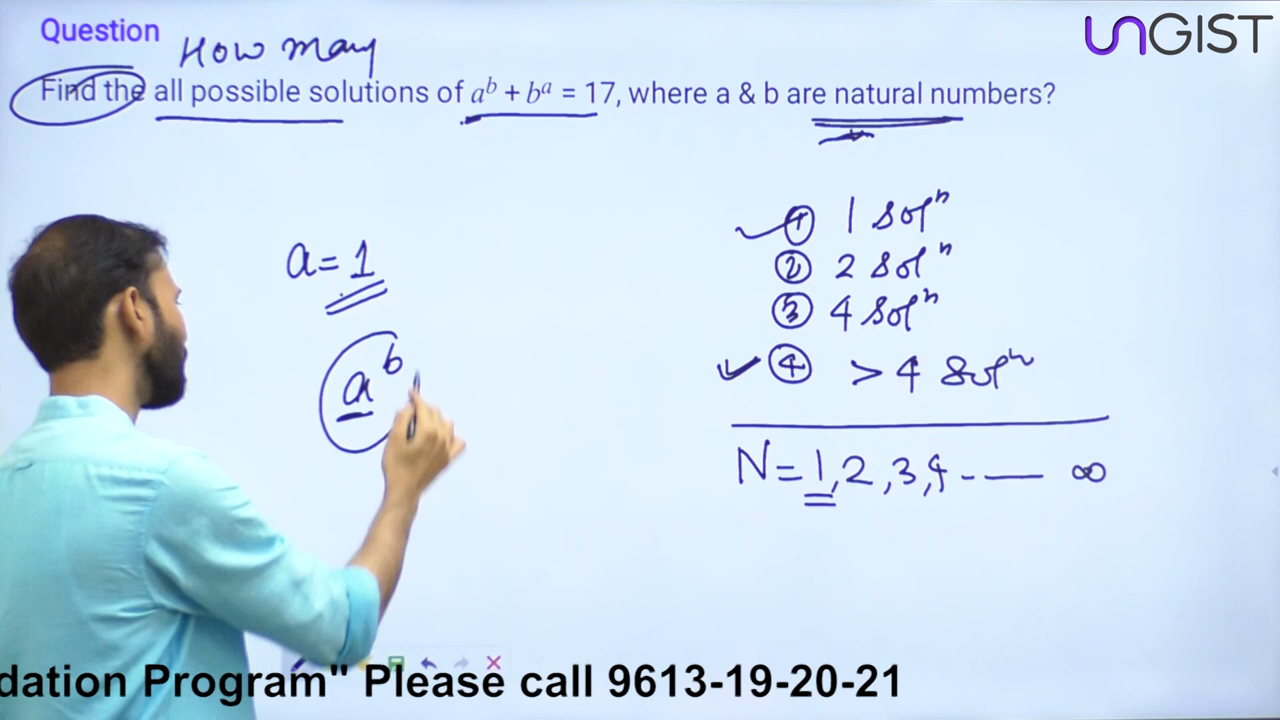 Question
UNGIST
How many
Find the all possible solutions of a^b + b^a = 17, where a & b are natural numbers?
a = 1
a^b
① 1 Solⁿ
② 2 Solⁿ
③ 4 Solⁿ
④ > 4 Solⁿ
N = 1, 2, 3, 4 - — ∞
dation Program" Please call 9613-19-20-21